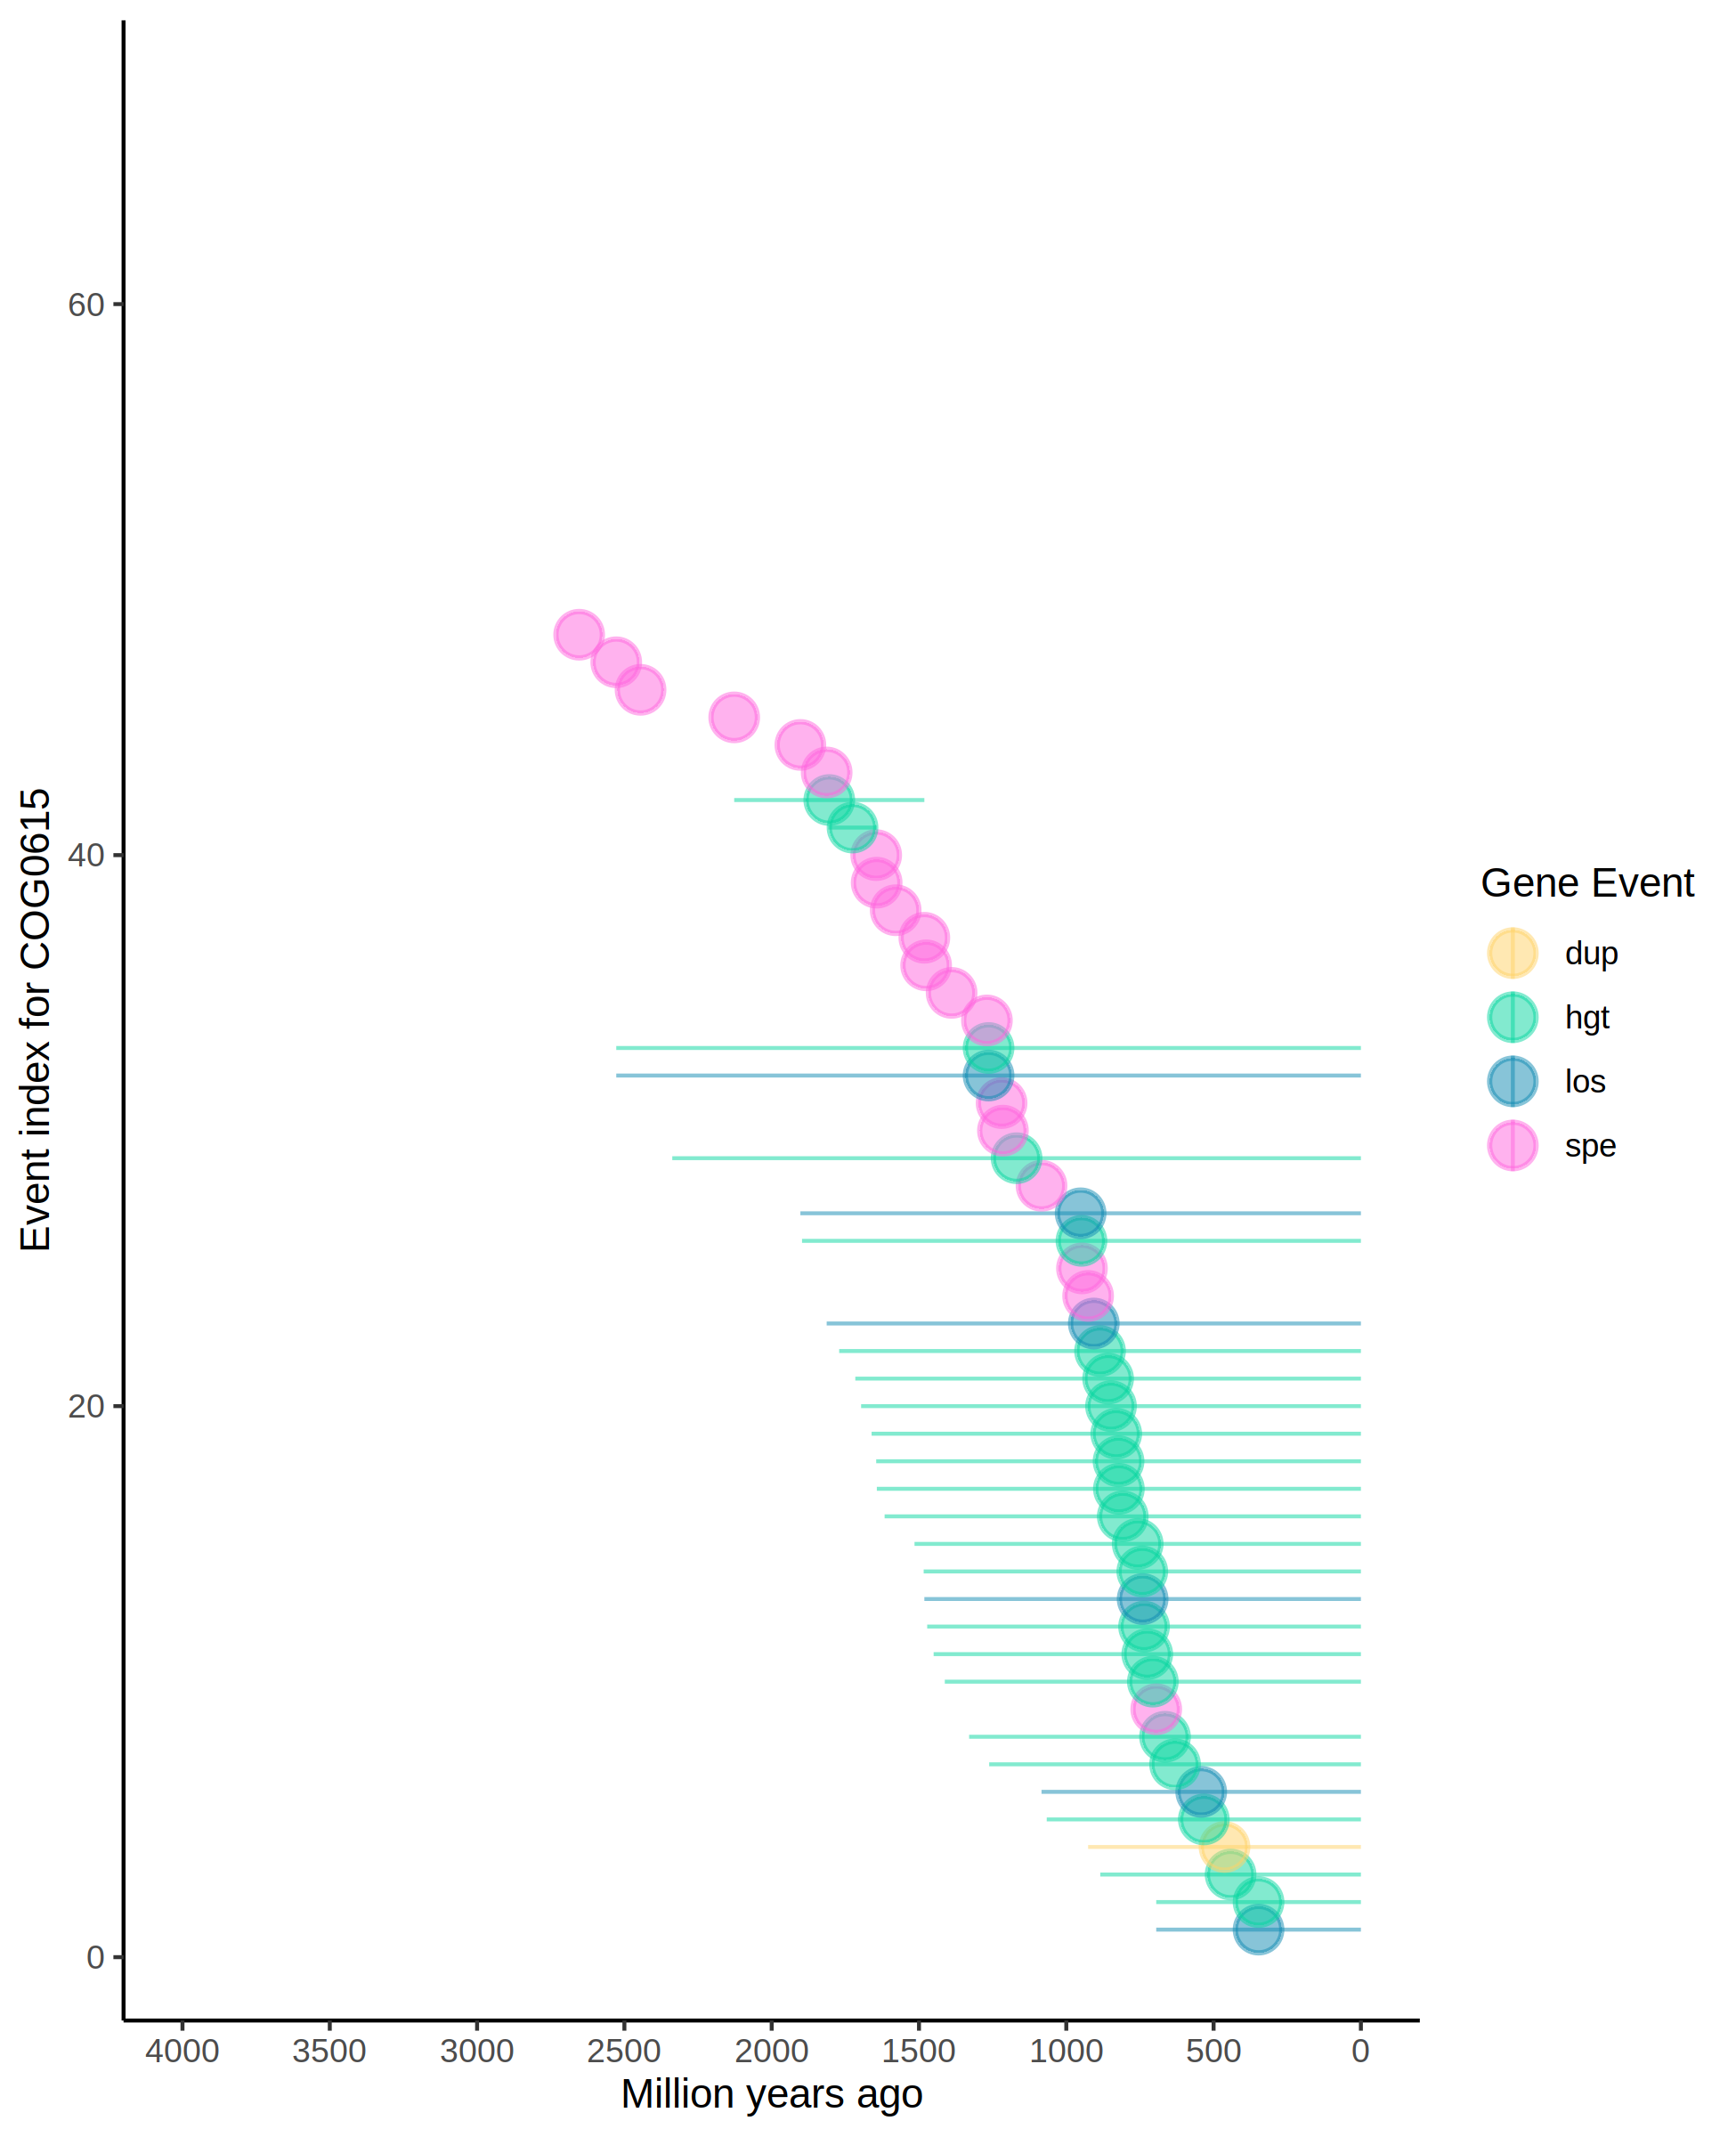 Event index for COG0615
60
40
20
0
4000 3500 3000 2500 2000 1500 1000 500 0
Million years ago
Gene Event
dup
hgt
los
spe